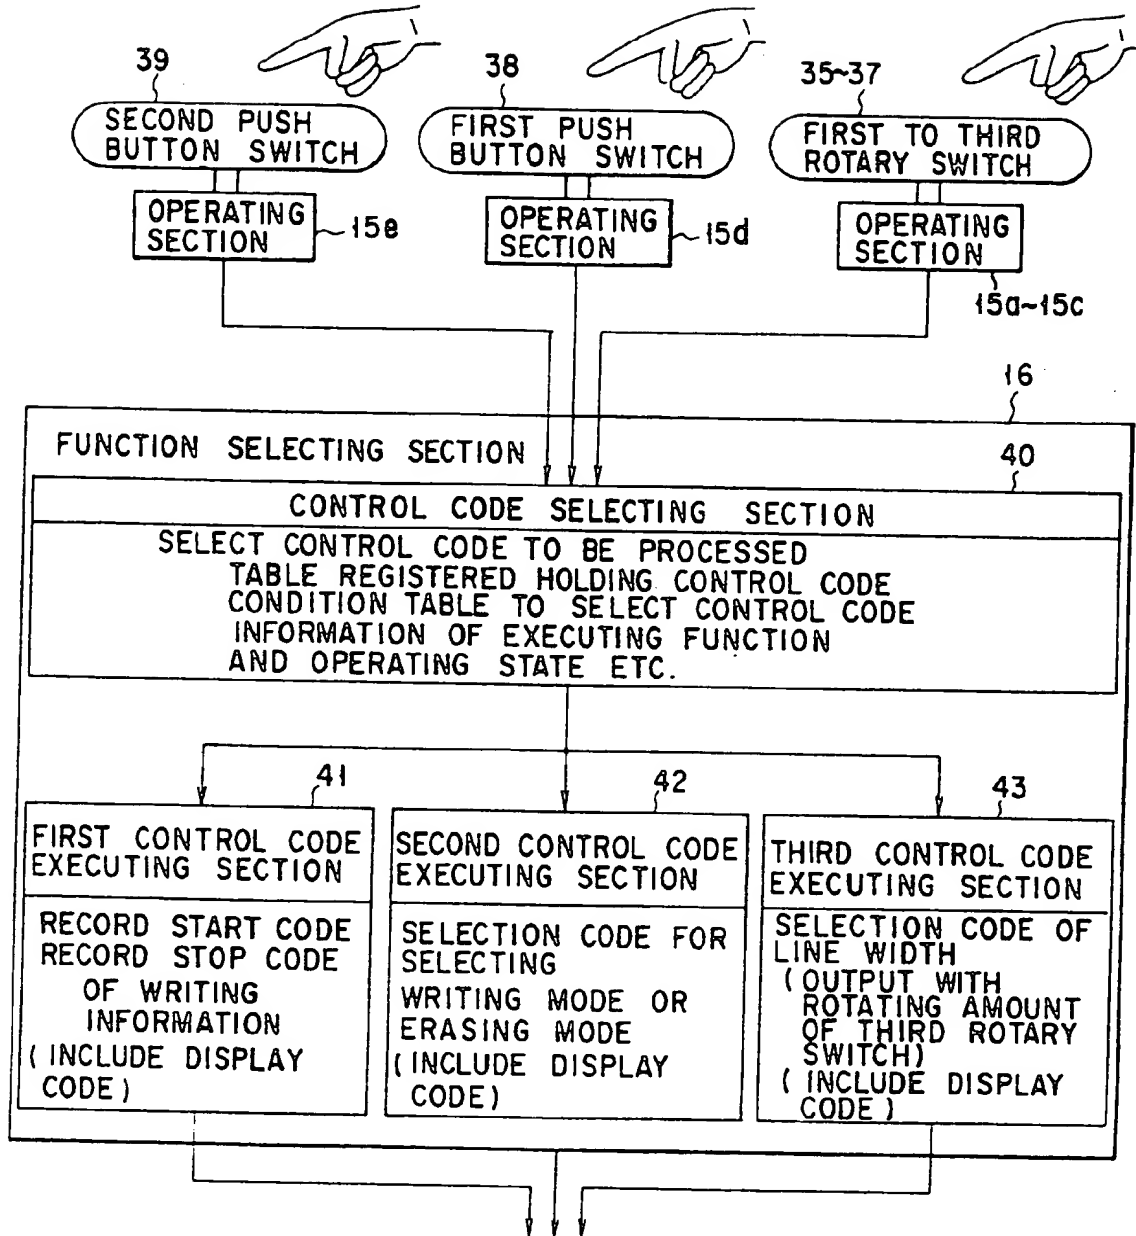 39
38
35~37
SECOND PUSH
BUTTON SWITCH
FIRST PUSH
BUTTON SWITCH
FIRST TO THIRD
ROTARY SWITCH
OPERATING
SECTION
15e
OPERATING
SECTION
15d
OPERATING
SECTION
15a~15c
16
FUNCTION SELECTING SECTION
40
CONTROL CODE SELECTING SECTION
SELECT CONTROL CODE TO BE PROCESSED
TABLE REGISTERED HOLDING CONTROL CODE
CONDITION TABLE TO SELECT CONTROL CODE
INFORMATION OF EXECUTING FUNCTION
AND OPERATING STATE ETC.
41
FIRST CONTROL CODE
EXECUTING SECTION
RECORD START CODE
RECORD STOP CODE
OF WRITING
INFORMATION
(INCLUDE DISPLAY
CODE)
42
SECOND CONTROL CODE
EXECUTING SECTION
SELECTION CODE FOR
SELECTING
WRITING MODE OR
ERASING MODE
(INCLUDE DISPLAY
CODE)
43
THIRD CONTROL CODE
EXECUTING SECTION
SELECTION CODE OF
LINE WIDTH
(OUTPUT WITH
ROTATING AMOUNT
OF THIRD ROTARY
SWITCH)
(INCLUDE DISPLAY
CODE)